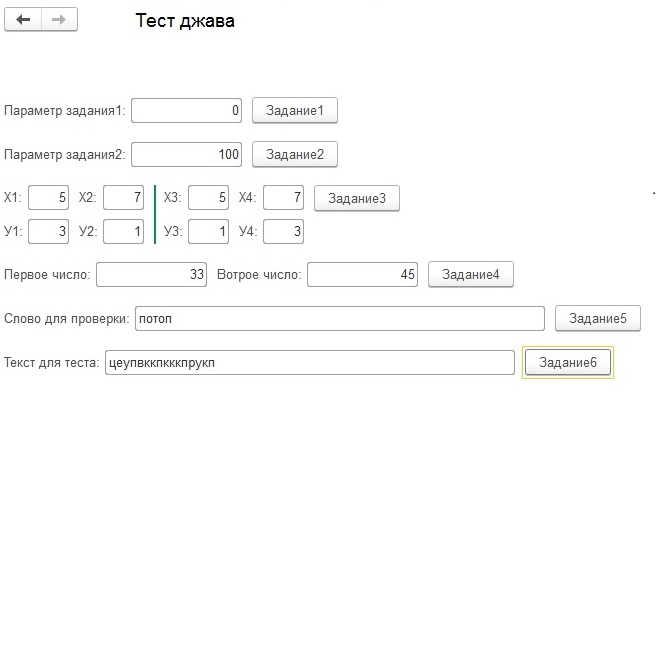 Тест джава
Параметр задания1: 0 Задание1
Параметр задания2: 100 Задание2
X1: 5 X2: 7 X3: 5 X4: 7 Задание3
У1: 3 У2: 1 У3: 1 У4: 3
Первое число: 33 Вотрое число: 45 Задание4
Слово для проверки: потоп Задание5
Текст для теста: цеупвккпкккпрукп Задание6